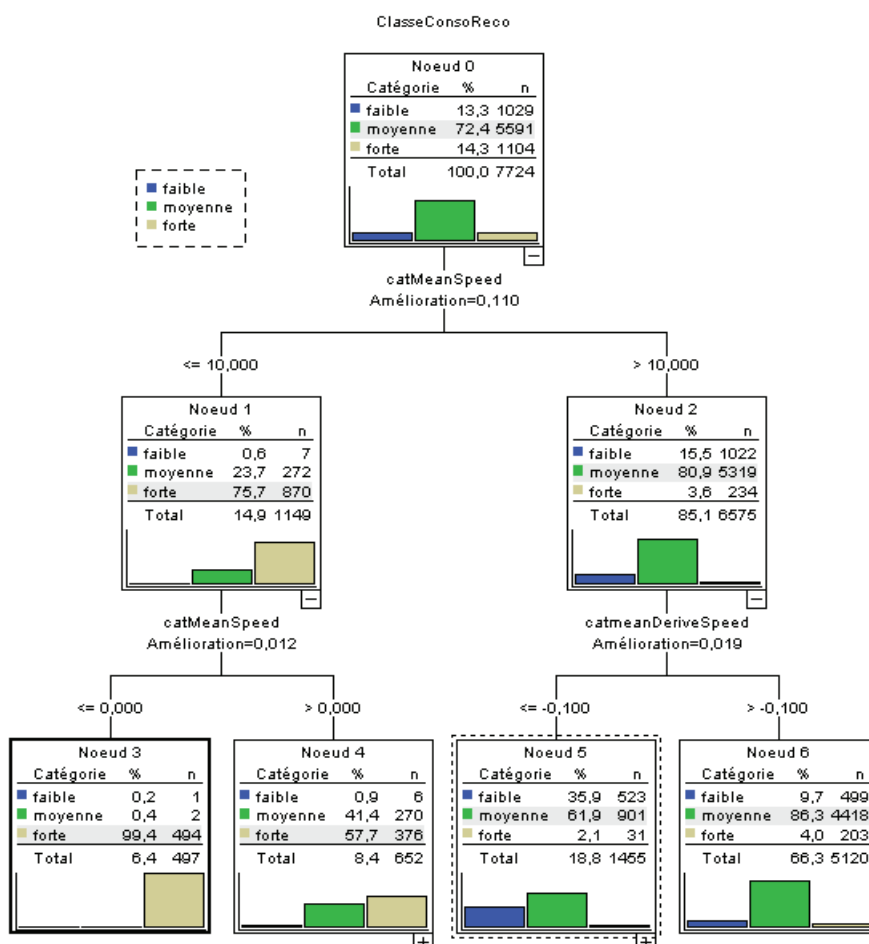 ClasseConsoReco
Noeud 0
Catégorie % n
faible 13,3 1029
moyenne 72,4 5591
forte 14,3 1104
Total 100,0 7724
faible
moyenne
forte
catMeanSpeed
Amélioration=0,110
<= 10,000
> 10,000
Noeud 1
Catégorie % n
faible 0,6 7
moyenne 23,7 272
forte 75,7 870
Total 14,9 1149
Noeud 2
Catégorie % n
faible 15,5 1022
moyenne 80,9 5319
forte 3,6 234
Total 85,1 6575
catMeanSpeed
Amélioration=0,012
catmeanDeriveSpeed
Amélioration=0,019
<= 0,000
> 0,000
<= -0,100
> -0,100
Noeud 3
Catégorie % n
faible 0,2 1
moyenne 0,4 2
forte 99,4 494
Total 6,4 497
Noeud 4
Catégorie % n
faible 0,9 6
moyenne 41,4 270
forte 57,7 376
Total 8,4 652
Noeud 5
Catégorie % n
faible 35,9 523
moyenne 61,9 901
forte 2,1 31
Total 18,8 1455
Noeud 6
Catégorie % n
faible 9,7 499
moyenne 86,3 4418
forte 4,0 203
Total 66,3 5120